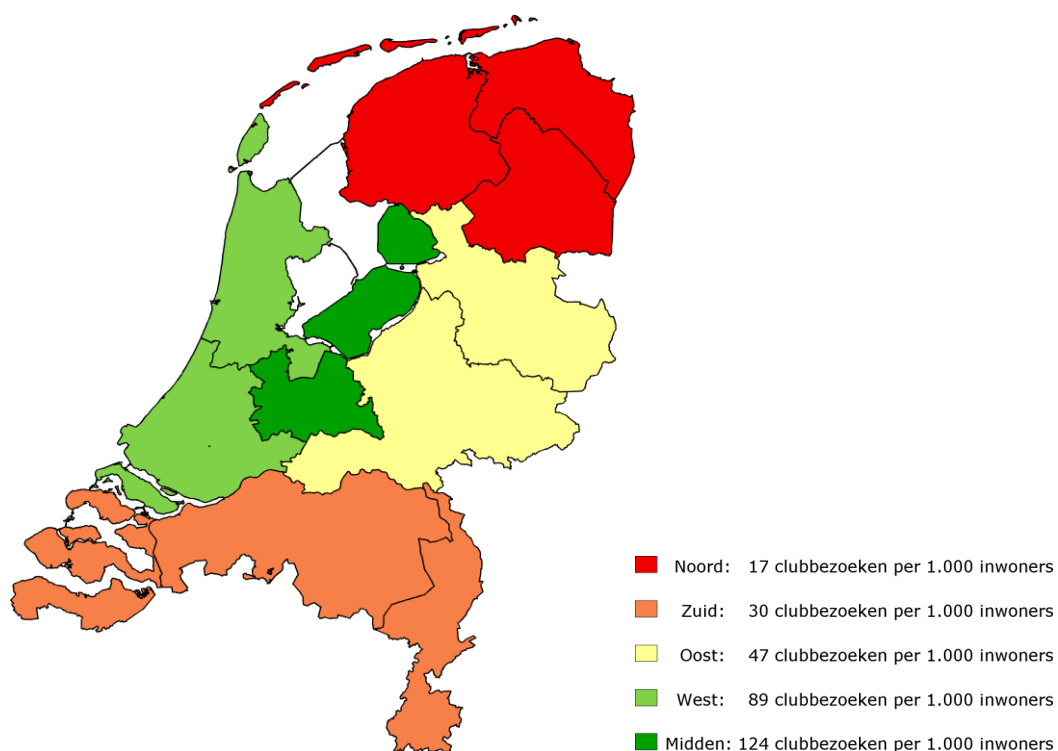 Noord: 17 clubbezoeken per 1.000 inwoners
Zuid: 30 clubbezoeken per 1.000 inwoners
Oost: 47 clubbezoeken per 1.000 inwoners
West: 89 clubbezoeken per 1.000 inwoners
Midden: 124 clubbezoeken per 1.000 inwoners